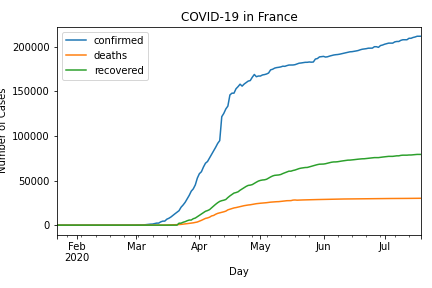 COVID-19 in France
confirmed
deaths
recovered
Number of Cases
200000
150000
100000
50000
0
Feb Mar Apr May Jun Jul
2020
Day